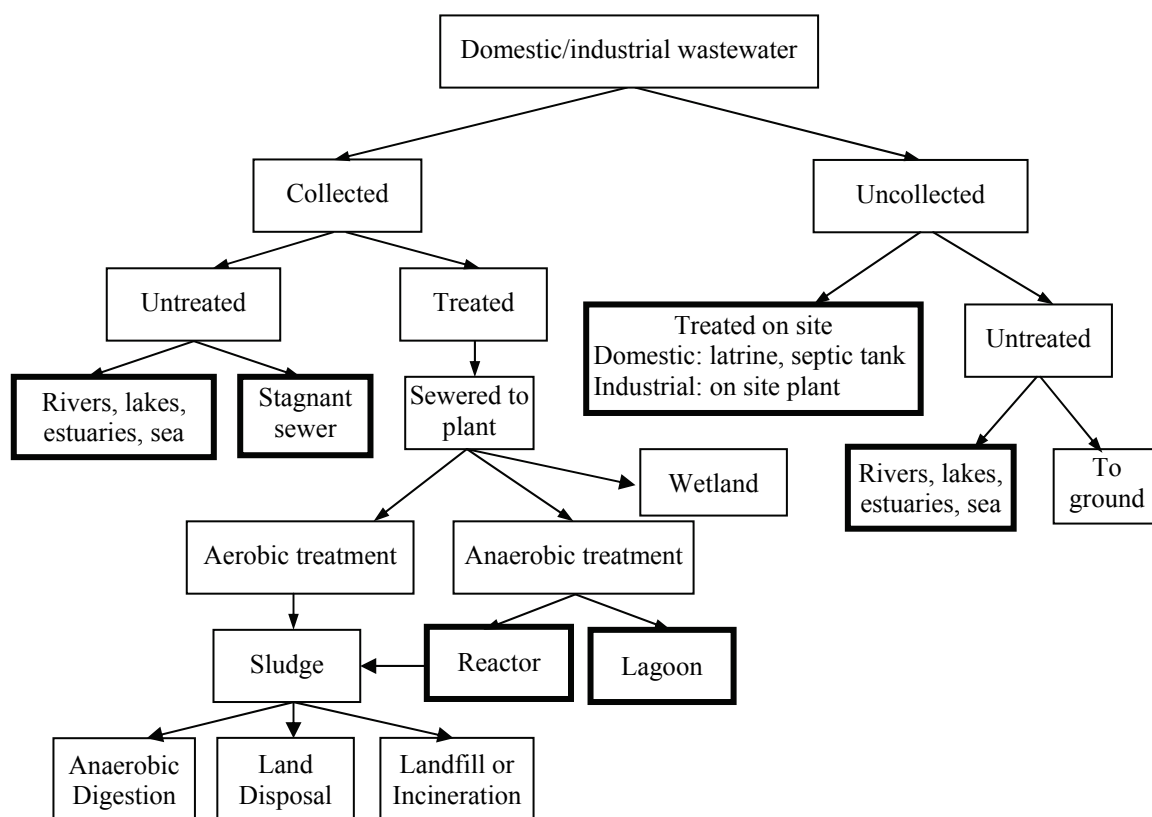 Domestic/industrial wastewater
Collected
Uncollected
Untreated
Treated
Treated on site
Domestic: latrine, septic tank
Industrial: on site plant
Untreated
Rivers, lakes,
estuaries, sea
Stagnant
sewer
Sewered to
plant
Wetland
Rivers, lakes,
estuaries, sea
To
ground
Aerobic treatment
Anaerobic treatment
Sludge
Reactor
Lagoon
Anaerobic
Digestion
Land
Disposal
Landfill or
Incineration